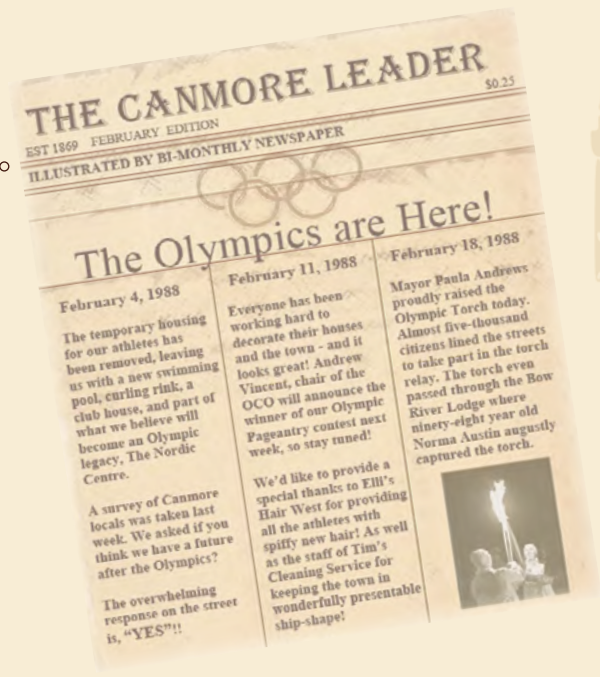 THE CANMORE LEADER
$0.25
EST 1869 FEBRUARY EDITION
ILLUSTRATED BY BI-MONTHLY NEWSPAPER
The Olympics are Here!
February 4, 1988
The temporary housing
for our athletes has
been removed, leaving
us with a new swimming
pool, curling rink, a
club house, and part of
what we believe will
become an Olympic
legacy, The Nordic
Centre.
A survey of Canmore
locals was taken last
week. We asked if you
think we have a future
after the Olympics?
The overwhelming
response on the street
is, “YES”!!
February 11, 1988
Everyone has been
working hard to
decorate their houses
and the town - and it
looks great! Andrew
Vincent, chair of the
OCO will announce the
winner of our Olympic
Pageantry contest next
week, so stay tuned!
We’d like to provide a
special thanks to Elli’s
Hair West for providing
all the athletes with
spiffy new hair! As well
as the staff of Tim’s
Cleaning Service for
keeping the town in
wonderfully presentable
ship-shape!
February 18, 1988
Mayor Paula Andrews
proudly raised the
Olympic Torch today.
Almost five-thousand
citizens lined the streets
to take part in the torch
relay. The torch even
passed through the Bow
River Lodge where
ninety-eight year old
Norma Austin augustly
captured the torch.